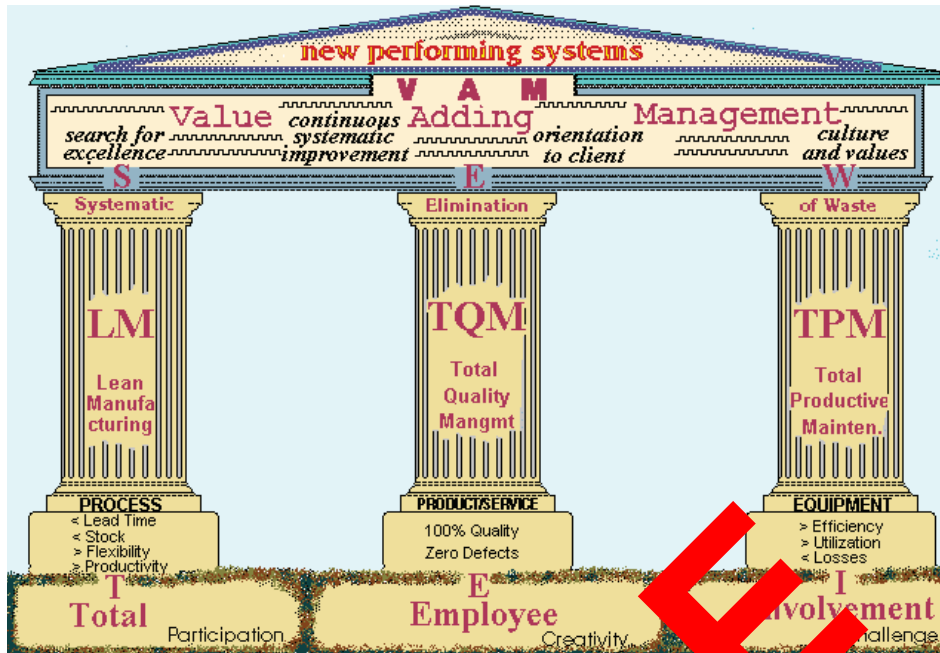 new performing systems
V A M
Value Adding Management
search for excellence
continuous systematic improvement
orientation to client
culture and values
S E W
Systematic
Elimination
of Waste
LM
Lean
Manufa
cturing
TQM
Total
Quality
Mangmt
TPM
Total
Productive
Mainten.
PROCESS
< Lead Time
< Stock
> Flexibility
> Productivity
PRODUCT/SERVICE
100% Quality
Zero Defects
EQUIPMENT
> Efficiency
> Utilization
< Losses
T E I
Total
Participation
Employee
Creativity
nvolvement
hallenge